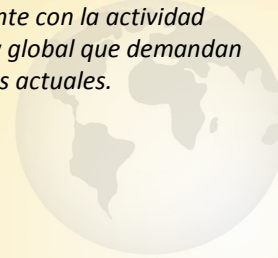 nte con la actividad
global que demandan
s actuales.